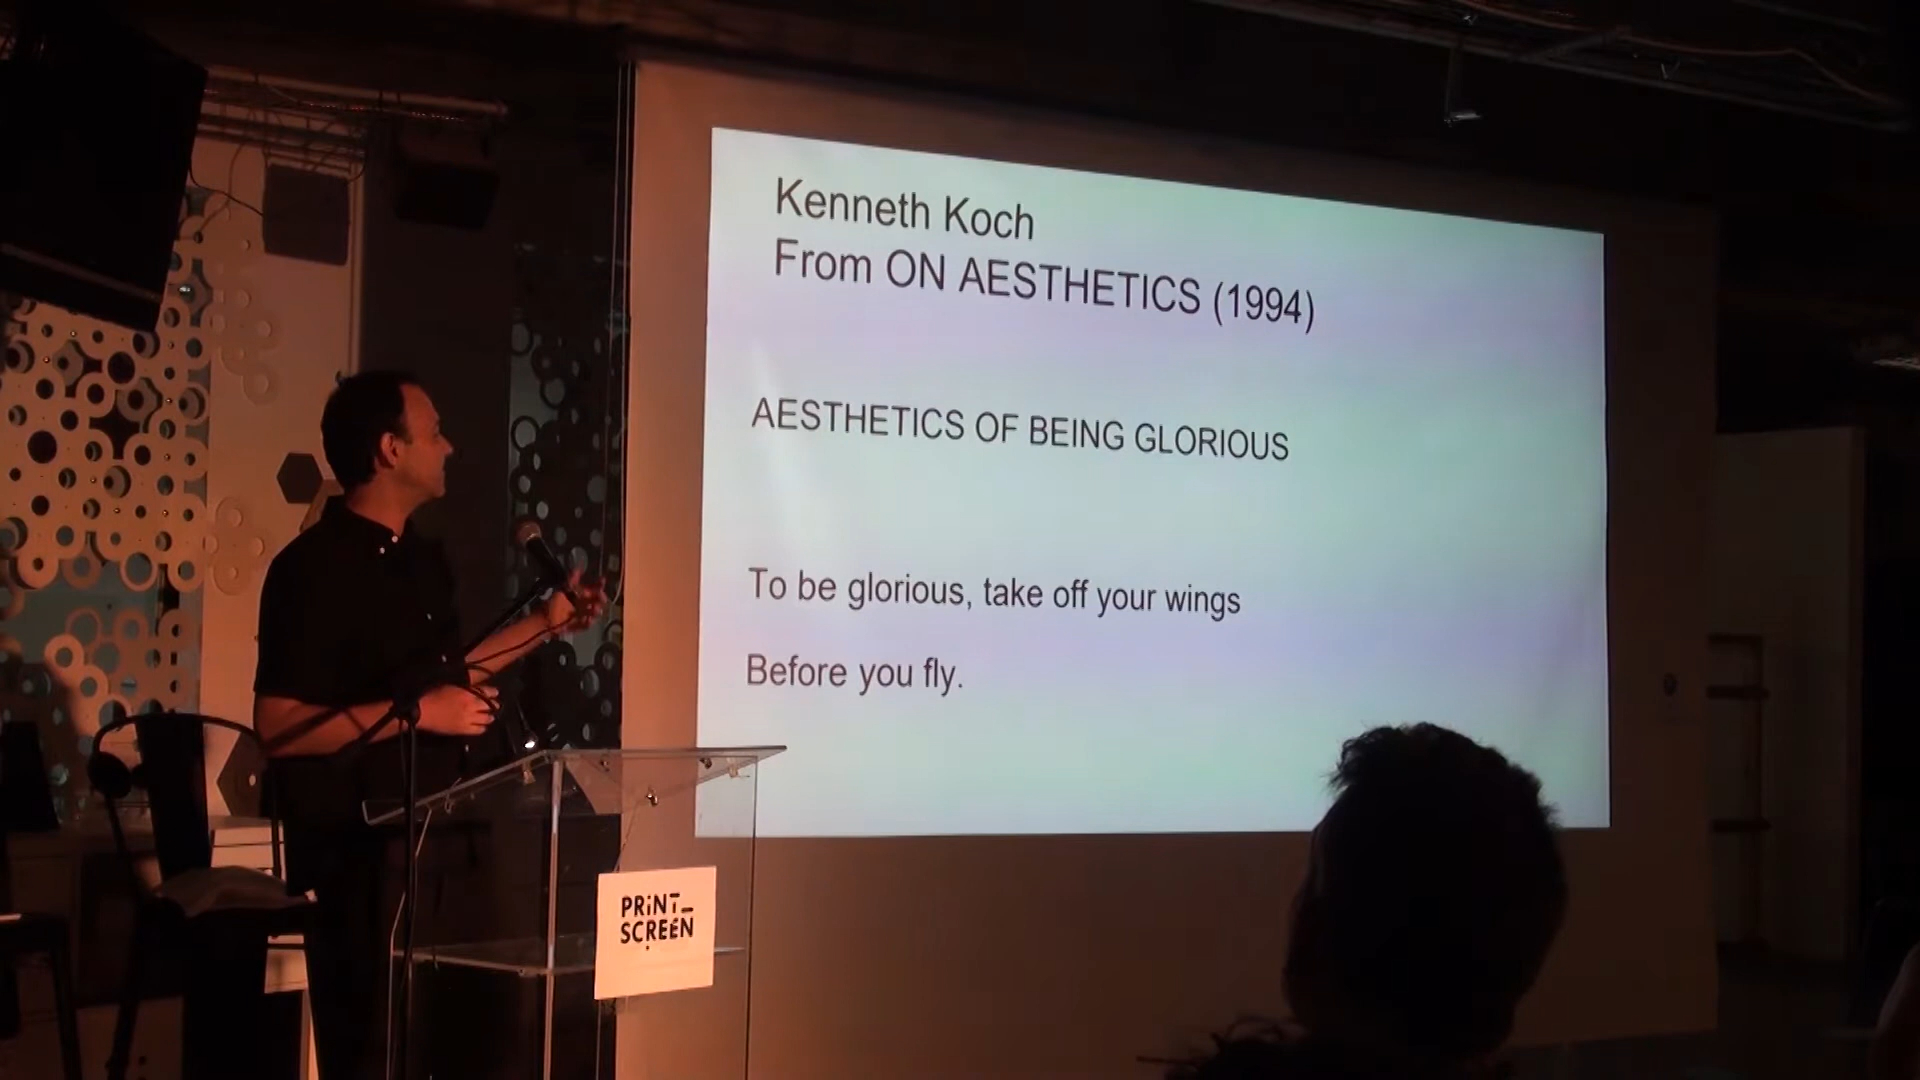 Kenneth Koch
From ON AESTHETICS (1994)
AESTHETICS OF BEING GLORIOUS
To be glorious, take off your wings
Before you fly.
PRINT_
SCREEN